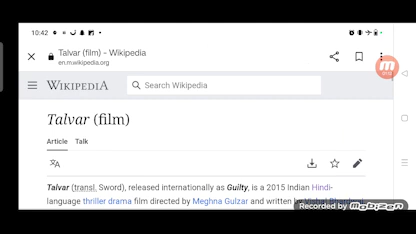 10:42
Talvar (film) - Wikipedia
en.m.wikipedia.org
WIKIPEDIA
Search Wikipedia
Talvar (film)
Article Talk
Talvar (transl. Sword), released internationally as Guilty, is a 2015 Indian Hindi-
language thriller drama film directed by Meghna Gulzar and written by
Recorded by MOBIZEN